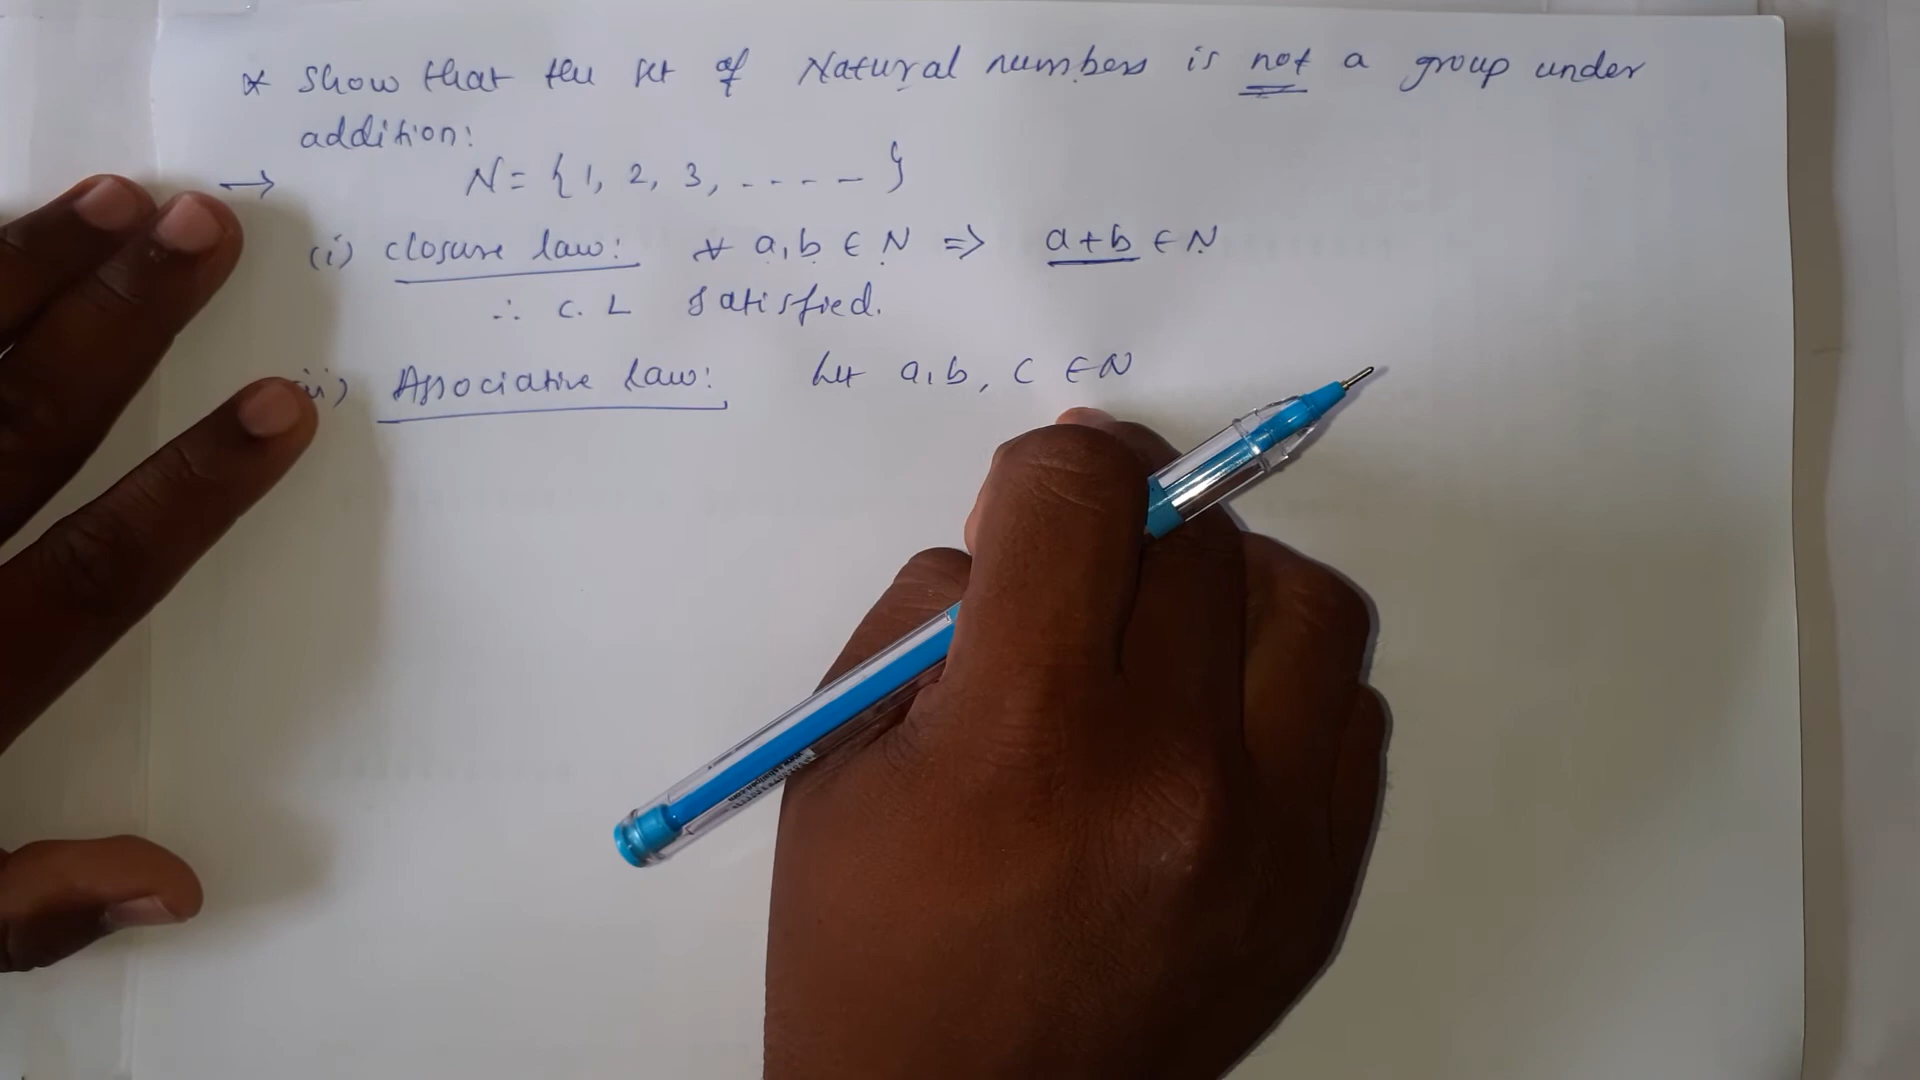 * Show that the set of Natural numbers is not a group under
addition:
→ N = {1, 2, 3, ..... }
(i) closure law: ∀ a, b ∈ N ⇒ a+b ∈ N
∴ C. L satisfied.
(ii) Associative law: Let a, b, c ∈ N